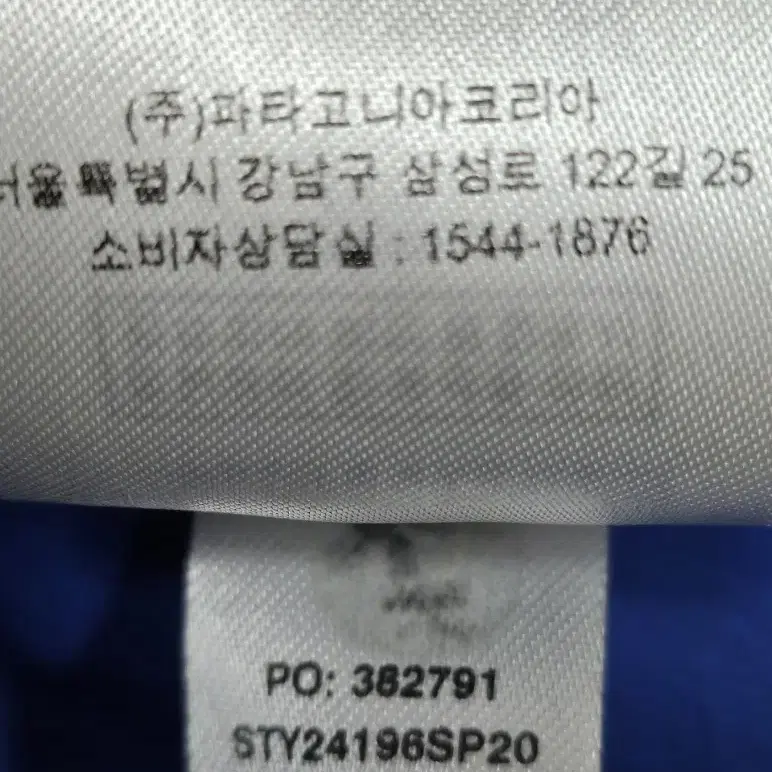 (주)파타고니아코리아
서울특별시 강남구 삼성로 122길 25
소비자상담실 : 1544-1876
PO: 382791
STY24196SP20